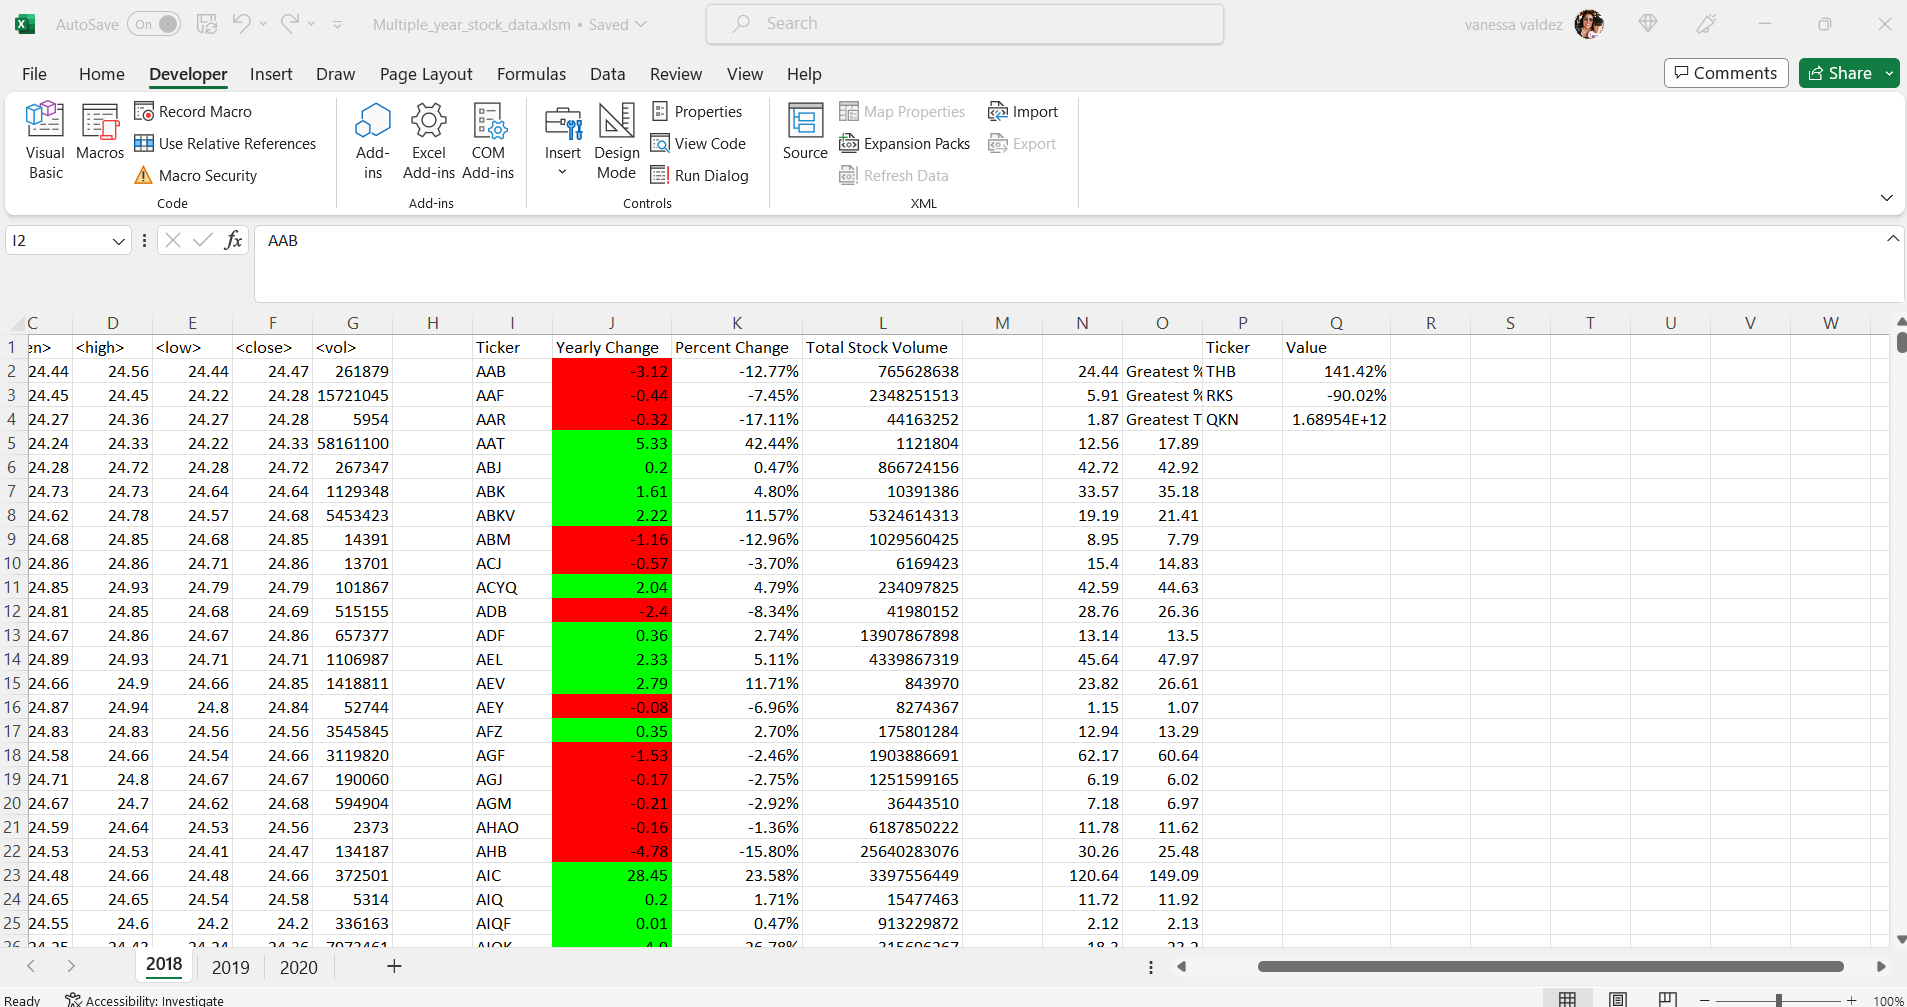 AutoSave On Multiple_year_stock_data.xlsm • Saved Search vanessa valdez
File Home Developer Insert Draw Page Layout Formulas Data Review View Help Comments Share
Visual Basic
Macros
Record Macro
Use Relative References
Macro Security
Code
Add-ins
Excel Add-ins
COM Add-ins
Add-ins
Insert
Design Mode
Properties
View Code
Run Dialog
Controls
Source
Map Properties
Expansion Packs
Refresh Data
Import
Export
XML
I2 fx AAB
C D E F G H I J K L M N O P Q R S T U V W
1 en> <high> <low> <close> <vol> Ticker Yearly Change Percent Change Total Stock Volume Ticker Value
2 24.44 24.56 24.44 24.47 261879 AAB -3.12 -12.77% 765628638 24.44 Greatest % THB 141.42%
3 24.45 24.45 24.22 24.28 15721045 AAF -0.44 -7.45% 2348251513 5.91 Greatest % RKS -90.02%
4 24.27 24.36 24.27 24.28 5954 AAR -0.32 -17.11% 44163252 1.87 Greatest T QKN 1.68954E+12
5 24.24 24.33 24.22 24.33 58161100 AAT 5.33 42.44% 1121804 12.56 17.89
6 24.28 24.72 24.28 24.72 267347 ABJ 0.2 0.47% 866724156 42.72 42.92
7 24.73 24.73 24.64 24.64 1129348 ABK 1.61 4.80% 10391386 33.57 35.18
8 24.62 24.78 24.57 24.68 5453423 ABKV 2.22 11.57% 5324614313 19.19 21.41
9 24.68 24.85 24.68 24.85 14391 ABM -1.16 -12.96% 1029560425 8.95 7.79
10 24.86 24.86 24.71 24.86 13701 ACJ -0.57 -3.70% 6169423 15.4 14.83
11 24.85 24.93 24.79 24.79 101867 ACYQ 2.04 4.79% 234097825 42.59 44.63
12 24.81 24.85 24.68 24.69 515155 ADB -2.4 -8.34% 41980152 28.76 26.36
13 24.67 24.86 24.67 24.86 657377 ADF 0.36 2.74% 13907867898 13.14 13.5
14 24.89 24.93 24.71 24.71 1106987 AEL 2.33 5.11% 4339867319 45.64 47.97
15 24.66 24.9 24.66 24.85 1418811 AEV 2.79 11.71% 843970 23.82 26.61
16 24.87 24.94 24.8 24.84 52744 AEY -0.08 -6.96% 8274367 1.15 1.07
17 24.83 24.83 24.56 24.56 3545845 AFZ 0.35 2.70% 175801284 12.94 13.29
18 24.58 24.66 24.54 24.66 3119820 AGF -1.53 -2.46% 1903886691 62.17 60.64
19 24.71 24.8 24.67 24.67 190060 AGJ -0.17 -2.75% 1251599165 6.19 6.02
20 24.67 24.7 24.62 24.68 594904 AGM -0.21 -2.92% 36443510 7.18 6.97
21 24.59 24.64 24.53 24.56 2373 AHAO -0.16 -1.36% 6187850222 11.78 11.62
22 24.53 24.53 24.41 24.47 134187 AHB -4.78 -15.80% 25640283076 30.26 25.48
23 24.48 24.66 24.48 24.66 372501 AIC 28.45 23.58% 3397556449 120.64 149.09
24 24.65 24.65 24.54 24.58 5314 AIQ 0.2 1.71% 15477463 11.72 11.92
25 24.55 24.6 24.2 24.2 336163 AIQF 0.01 0.47% 913229872 2.12 2.13
2018 2019 2020
Ready Accessibility: Investigate 100%